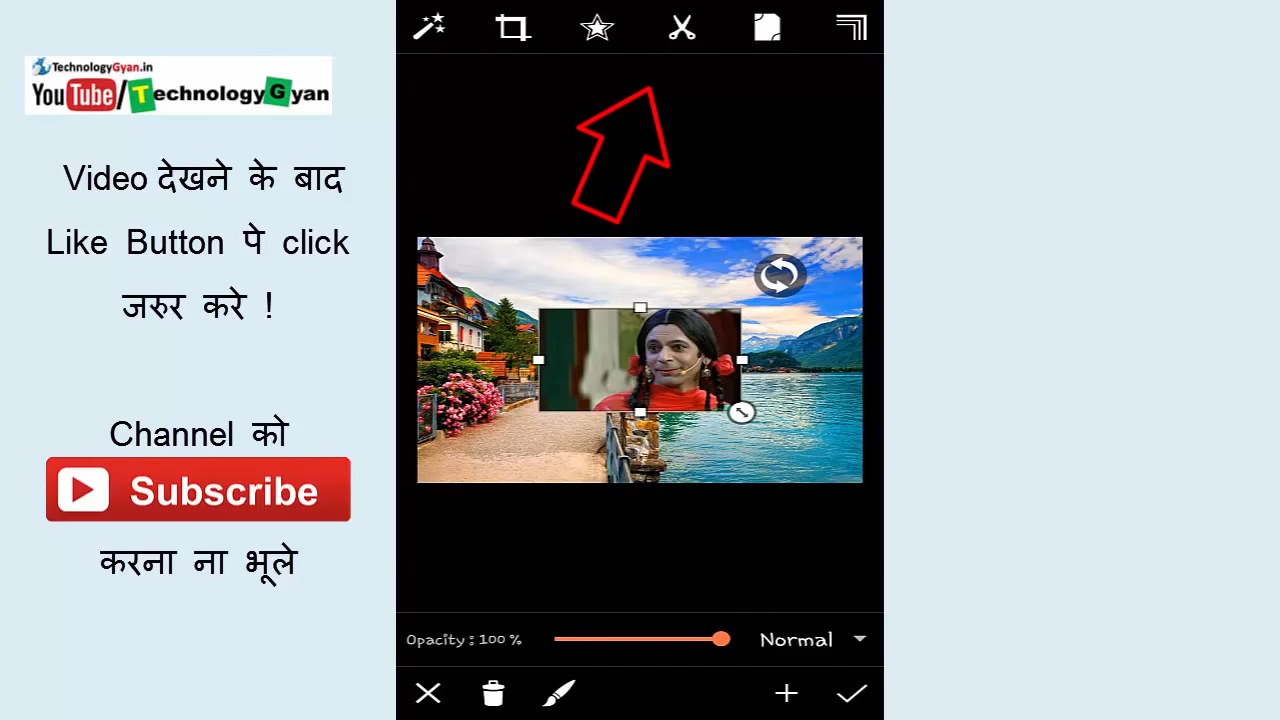 TechnologyGyan.in
YouTube/TechnologyGyan
Video देखने के बाद
Like Button पे click
जरुर करे !
Channel को
Subscribe
करना ना भूले
Opacity : 100 %
Normal